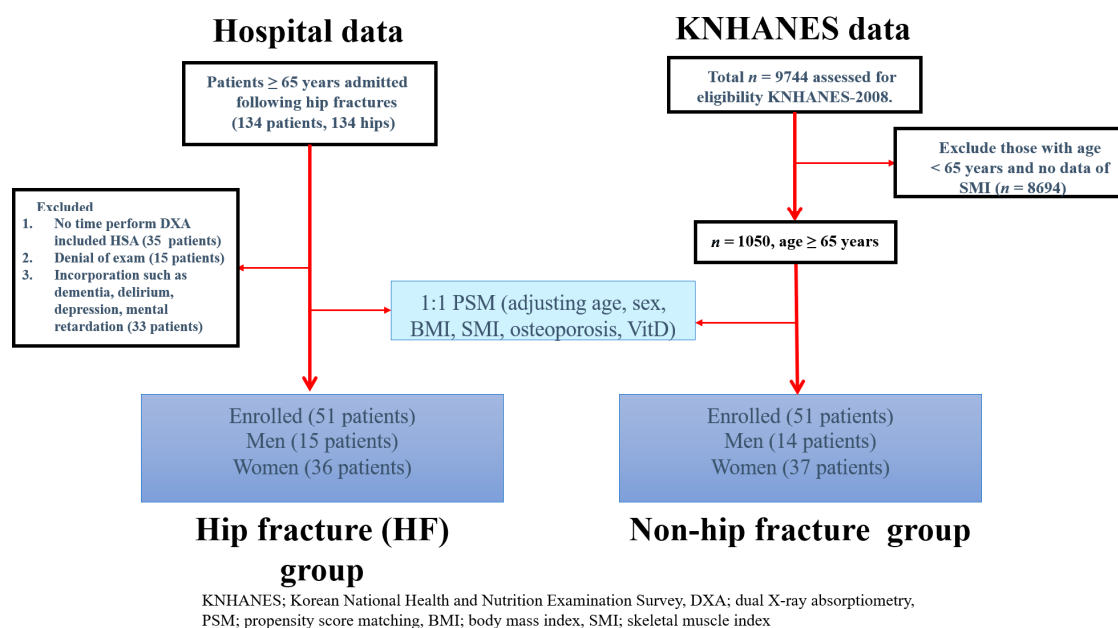 Hospital data
Patients ≥ 65 years admitted
following hip fractures
(134 patients, 134 hips)
Excluded
1. No time perform DXA
included HSA (35 patients)
2. Denial of exam (15 patients)
3. Incorporation such as
dementia, delirium,
depression, mental
retardation (33 patients)
KNHANES data
Total n = 9744 assessed for
eligibility KNHANES-2008.
Exclude those with age
< 65 years and no data of
SMI (n = 8694)
n = 1050, age ≥ 65 years
1:1 PSM (adjusting age, sex,
BMI, SMI, osteoporosis, VitD)
Enrolled (51 patients)
Men (15 patients)
Women (36 patients)
Hip fracture (HF)
group
Enrolled (51 patients)
Men (14 patients)
Women (37 patients)
Non-hip fracture group
KNHANES; Korean National Health and Nutrition Examination Survey, DXA; dual X-ray absorptiometry,
PSM; propensity score matching, BMI; body mass index, SMI; skeletal muscle index